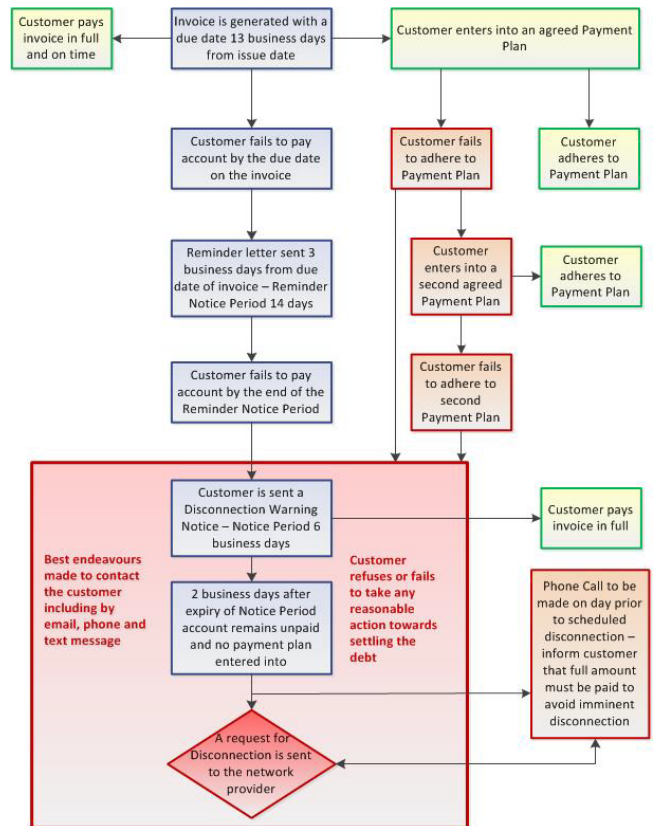 Customer pays
invoice in full
and on time
Invoice is generated with a
due date 13 business days
from issue date
Customer enters into an agreed Payment
Plan
Customer fails to pay
account by the due date
on the invoice
Customer fails
to adhere to
Payment Plan
Customer
adheres to
Payment Plan
Reminder letter sent 3
business days from due
date of invoice – Reminder
Notice Period 14 days
Customer
enters into a
second agreed
Payment Plan
Customer
adheres to
Payment Plan
Customer fails to pay
account by the end of the
Reminder Notice Period
Customer fails
to adhere to
second
Payment Plan
Customer is sent a
Disconnection Warning
Notice – Notice Period 6
business days
Customer pays
invoice in full
Best endeavours
made to contact
the customer
including by
email, phone and
text message
2 business days after
expiry of Notice Period
account remains unpaid
and no payment plan
entered into
Customer
refuses or fails
to take any
reasonable
action towards
settling the
debt
Phone Call to be
made on day prior
to scheduled
disconnection –
inform customer
that full amount
must be paid to
avoid imminent
disconnection
A
request for
Disconnection is sent
to the network
provider